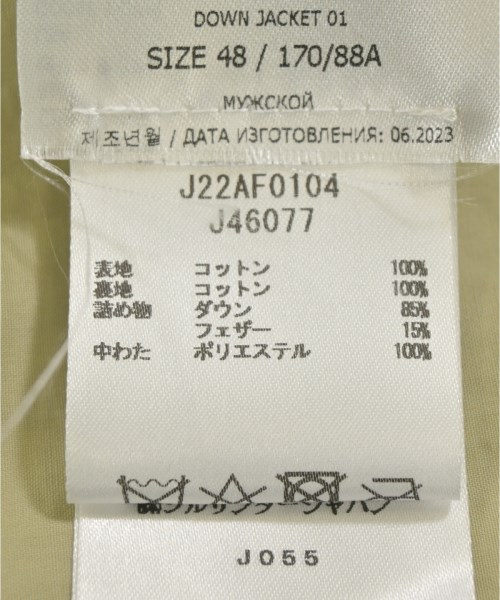 DOWN JACKET 01
SIZE 48 / 170/88A
МУЖСКОЙ
제조년월 / ДАТА ИЗГОТОВЛЕНИЯ: 06.2023
J22AF0104
J46077
表地 コットン 100%
裏地 コットン 100%
詰め物 ダウン 85%
フェザー 15%
中わた ポリエステル 100%
J055